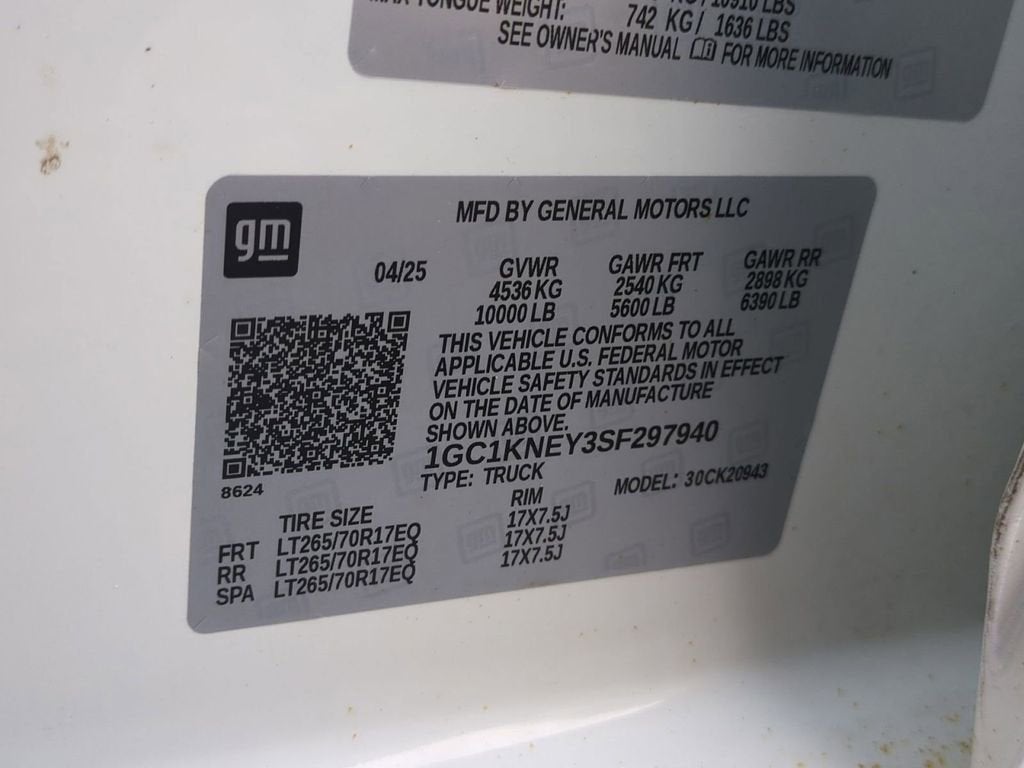 MAX TONGUE WEIGHT: 742 KG/ 1636 LBS
SEE OWNER'S MANUAL FOR MORE INFORMATION
gm
MFD BY GENERAL MOTORS LLC
04/25 GVWR GAWR FRT GAWR RR
4536 KG 2540 KG 2898 KG
10000 LB 5600 LB 6390 LB
THIS VEHICLE CONFORMS TO ALL
APPLICABLE U.S. FEDERAL MOTOR
VEHICLE SAFETY STANDARDS IN EFFECT
ON THE DATE OF MANUFACTURE
SHOWN ABOVE.
1GC1KNEY3SF297940
8624
TYPE: TRUCK MODEL: 30CK20943
TIRE SIZE RIM
FRT LT265/70R17EQ 17X7.5J
RR LT265/70R17EQ 17X7.5J
SPA LT265/70R17EQ 17X7.5J